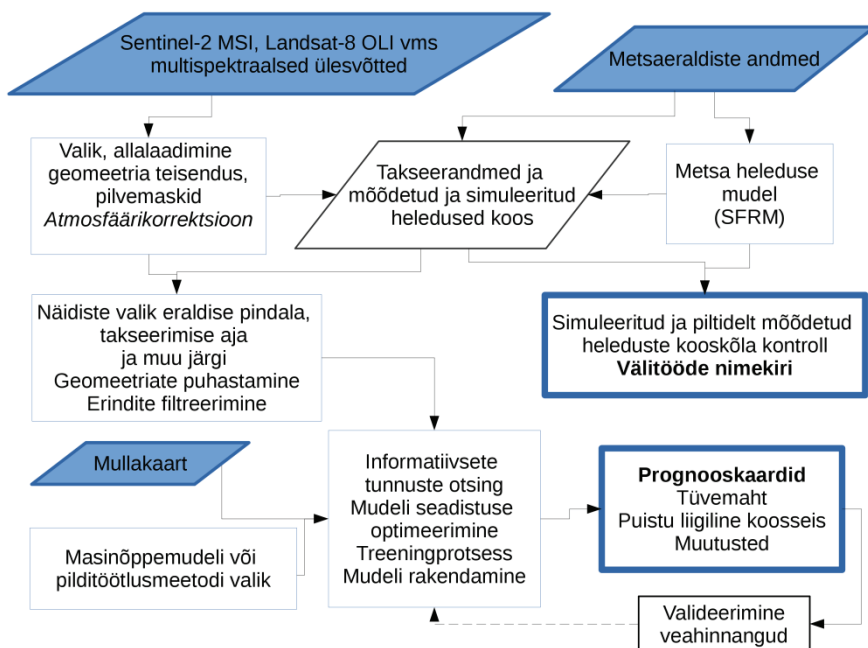 Sentinel-2 MSI, Landsat-8 OLI vms
multispektraalsed ülesvõtted
Metsaeraldiste andmed
Valik, allalaadimine
geomeetria teisendus,
pilvemaskid
Atmosfäärikorrektsioon
Takseerandmed ja
mõõdetud ja simuleeritud
heledused koos
Metsa heleduse
mudel
(SFRM)
Näidiste valik eraldise pindala,
takseerimise aja
ja muu järgi
Geomeetriate puhastamine
Erindite filtreerimine
Simuleeritud ja piltidelt mõõdetud
heleduste kooskõla kontroll
Välitööde nimekiri
Mullakaart
Masinõppemudeli või
pilditöötlusmeetodi valik
Informatiivsete
tunnuste otsing
Mudeli seadistuse
optimeerimine
Treeningprotsess
Mudeli rakendamine
Prognooskaardid
Tüvemaht
Puistu liigiline koosseis
Muutused
Valideerimine
veahinnangud